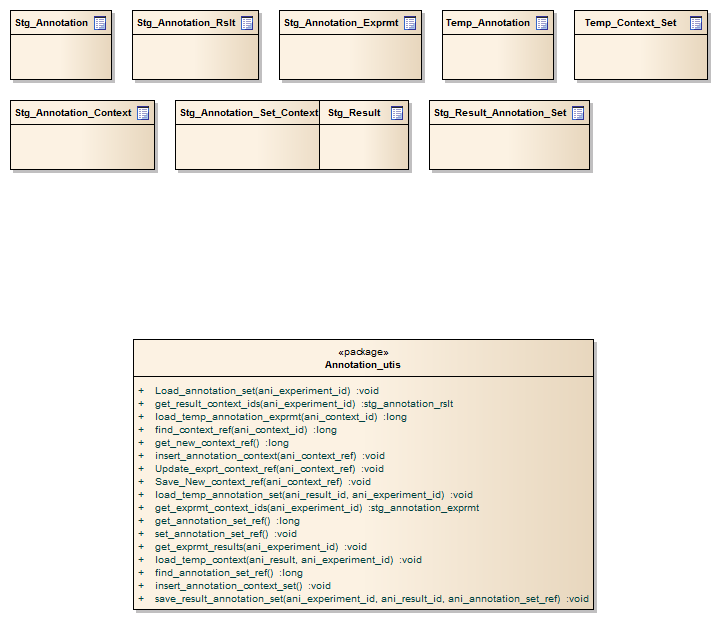 Stg_Annotation
Stg_Annotation_Rslt
Stg_Annotation_Exprmt
Temp_Annotation
Temp_Context_Set
Stg_Annotation_Context
Stg_Annotation_Set_Context
Stg_Result
Stg_Result_Annotation_Set
«package»
Annotation_utis
+ Load_annotation_set(ani_experiment_id) :void
+ get_result_context_ids(ani_experiment_id) :stg_annotation_rslt
+ load_temp_annotation_exprmt(ani_context_id) :long
+ find_context_ref(ani_context_id) :long
+ get_new_context_ref() :long
+ insert_annotation_context(ani_context_ref) :void
+ Update_exprt_context_ref(ani_context_ref) :void
+ Save_New_context_ref(ani_context_ref) :void
+ load_temp_annotation_set(ani_result_id, ani_experiment_id) :void
+ get_exprmt_context_ids(ani_experiment_id) :stg_annotation_exprmt
+ get_annotation_set_ref() :long
+ set_annotation_set_ref() :void
+ get_exprmt_results(ani_experiment_id) :void
+ load_temp_context(ani_result, ani_experiment_id) :void
+ find_annotation_set_ref() :long
+ insert_annotation_context_set() :void
+ save_result_annotation_set(ani_experiment_id, ani_result_id, ani_annotation_set_ref) :void